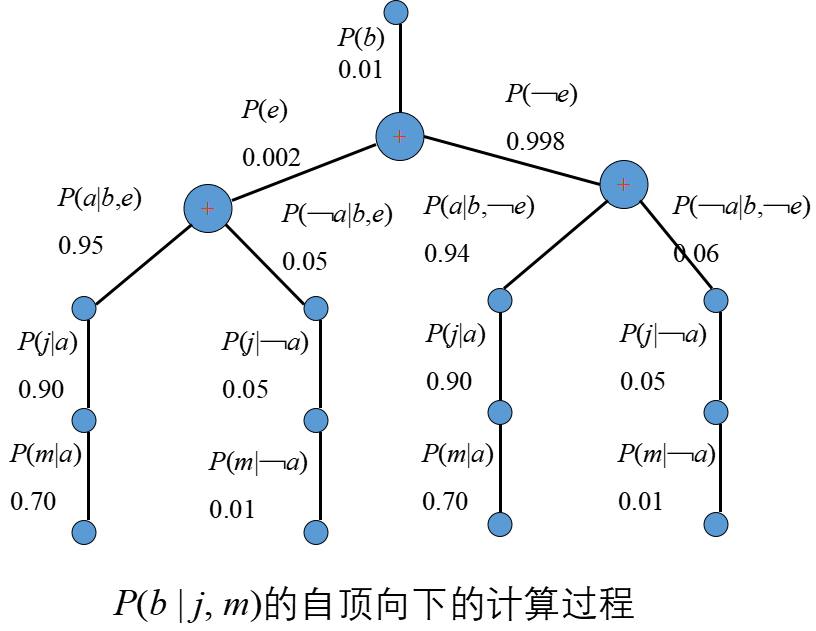 P(b)
0.01
P(e)
0.002
P(¬e)
0.998
+
+
+
P(a|b,e)
0.95
P(¬a|b,e)
0.05
P(a|b,¬e)
0.94
P(¬a|b,¬e)
0.06
P(j|a)
0.90
P(j|¬a)
0.05
P(j|a)
0.90
P(j|¬a)
0.05
P(m|a)
0.70
P(m|¬a)
0.01
P(m|a)
0.70
P(m|¬a)
0.01
P(b | j, m)的自顶向下的计算过程